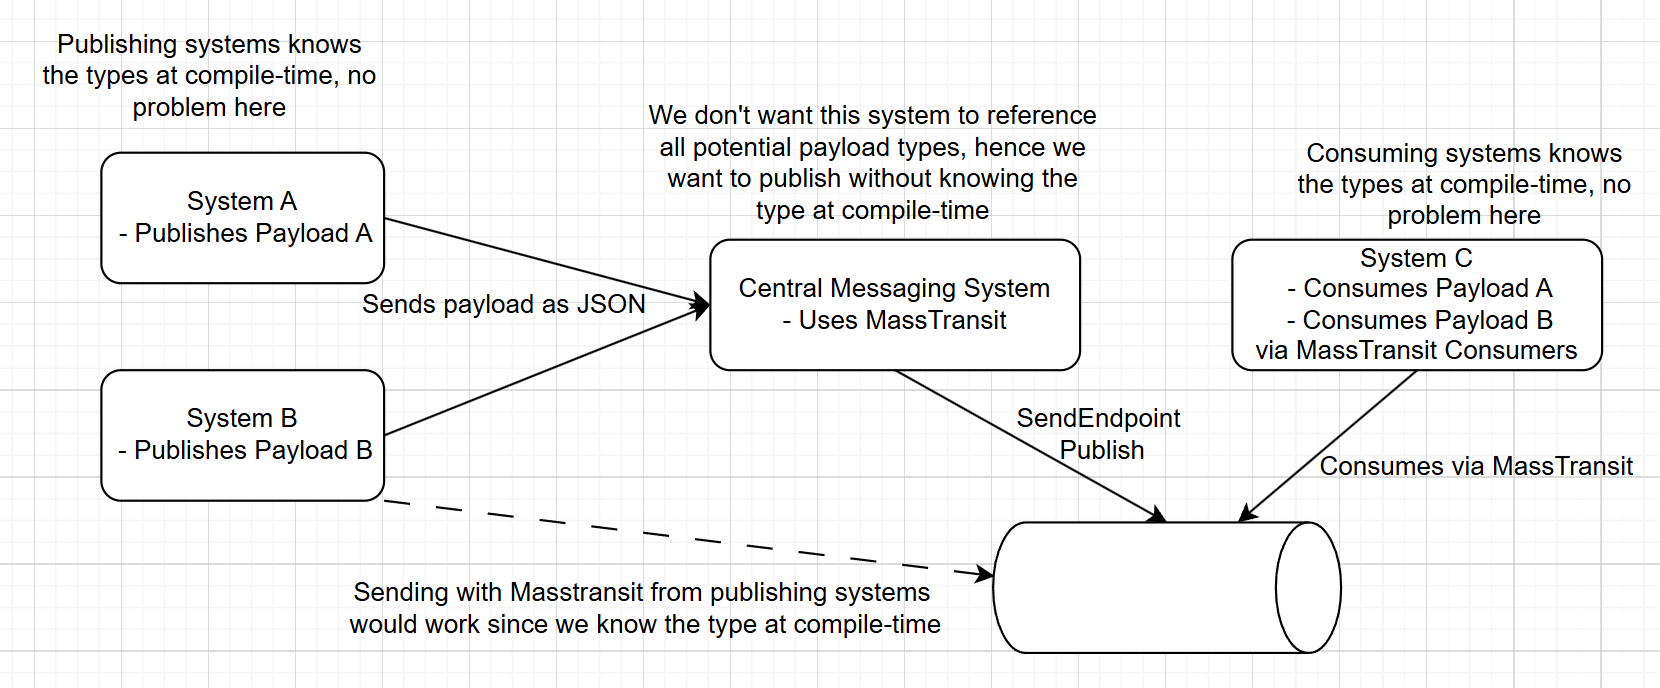 Publishing systems knows
the types at compile-time, no
problem here
System A
- Publishes Payload A
Sends payload as JSON
System B
- Publishes Payload B
We don't want this system to reference
all potential payload types, hence we
want to publish without knowing the
type at compile-time
Central Messaging System
- Uses MassTransit
Consuming systems knows
the types at compile-time, no
problem here
System C
- Consumes Payload A
- Consumes Payload B
via MassTransit Consumers
SendEndpoint
Publish
Consumes via MassTransit
Sending with Masstransit from publishing systems
would work since we know the type at compile-time